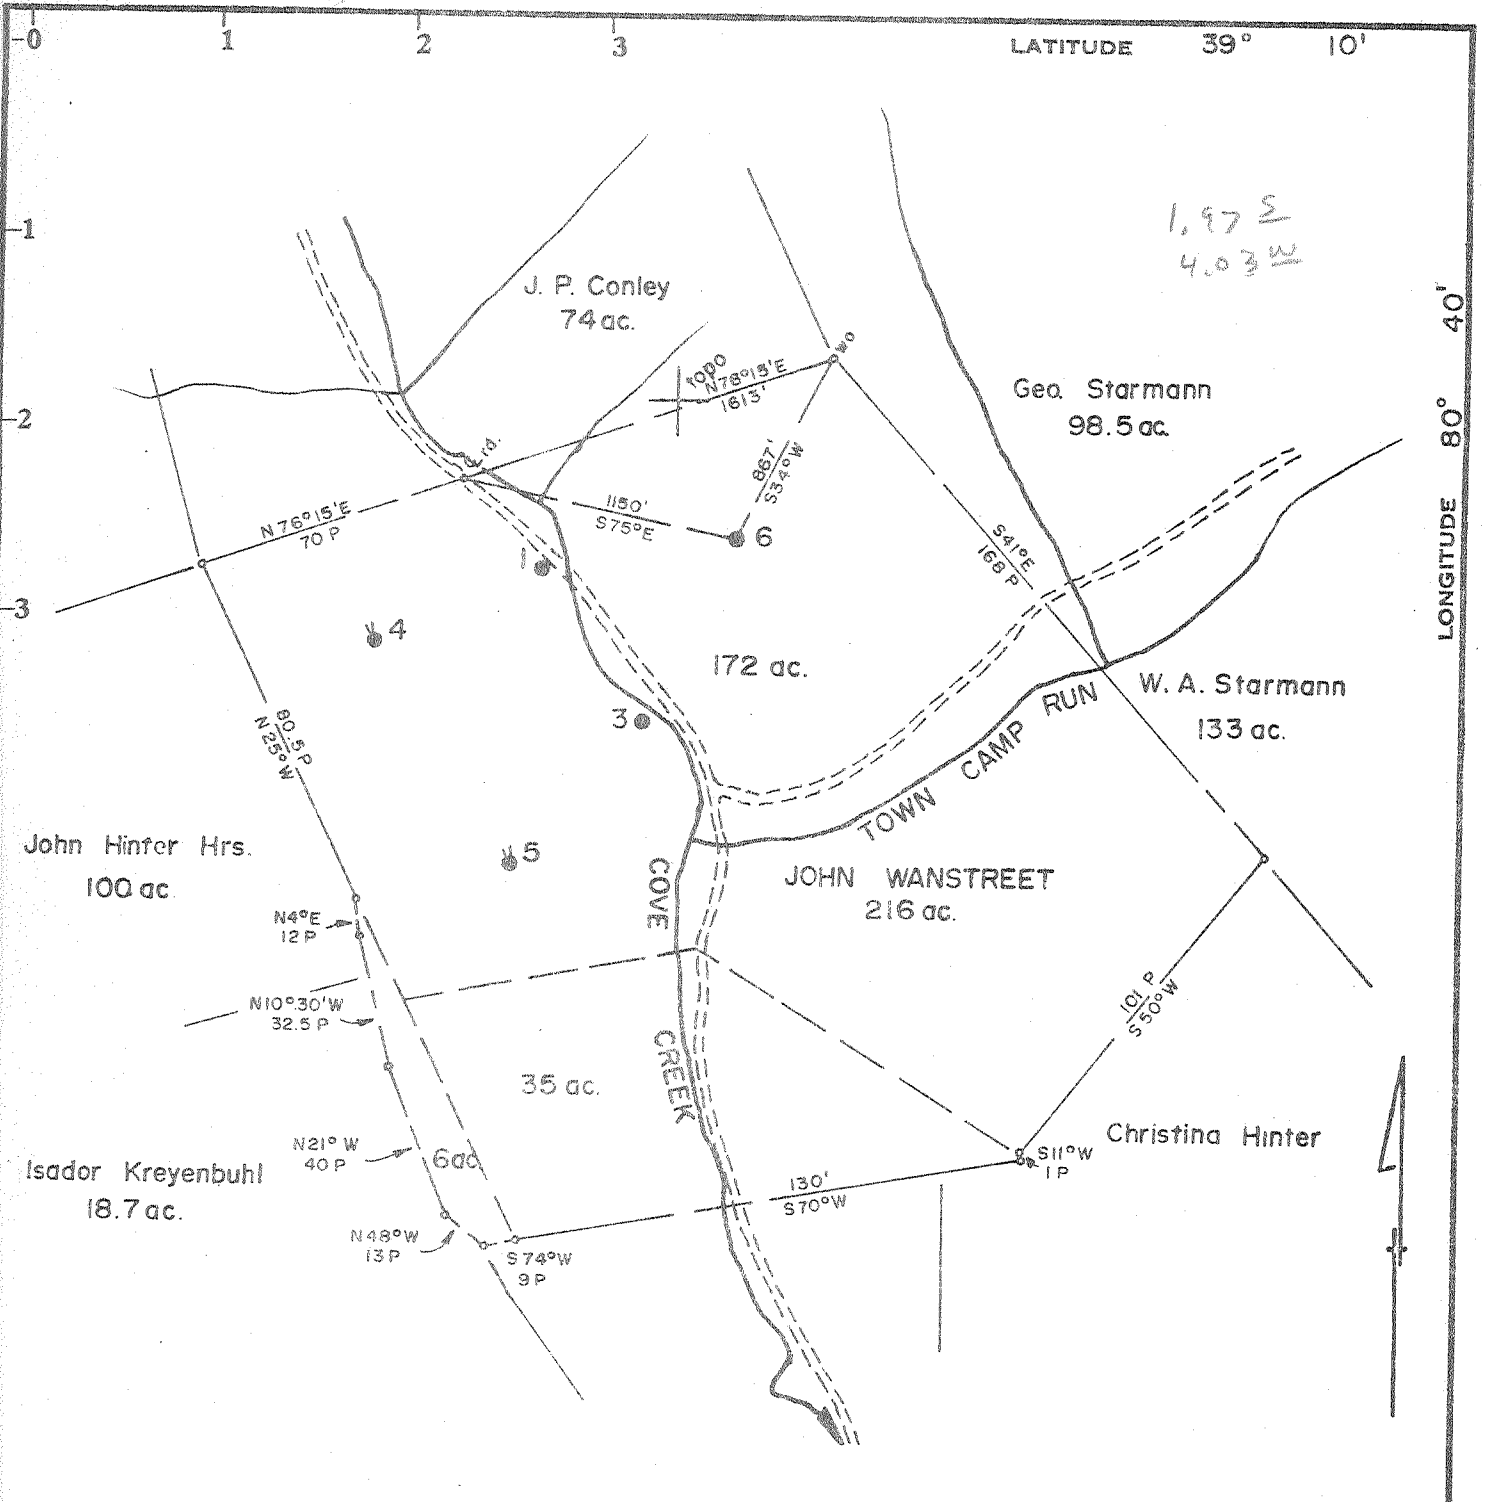 0 1 2 3 LATITUDE 39° 10'
1
2
3
LONGITUDE 80° 40'
1.97 S
4.03 W
J. P. Conley
74 ac.
topo
N78°15'E
1613'
wo
Geo. Starmann
98.5 ac.
867'
S34°W
¢ rd.
N76°15'E
70 P
1150'
S75°E
6
1
S41°E
168 P
4
172 ac.
3
RUN
W. A. Starmann
133 ac.
CAMP
TOWN
80.5 P
N25°W
John Hinter Hrs.
100 ac.
5
COVE
JOHN WANSTREET
216 ac.
N4°E
12 P
N10°30'W
32.5 P
101 P
S50°W
CREEK
35 ac.
N21°W
40 P
6ac
Isador Kreyenbuhl
18.7 ac.
Christina Hinter
S11°W
1 P
130'
S70°W
N48°W
13 P
S74°W
9 P